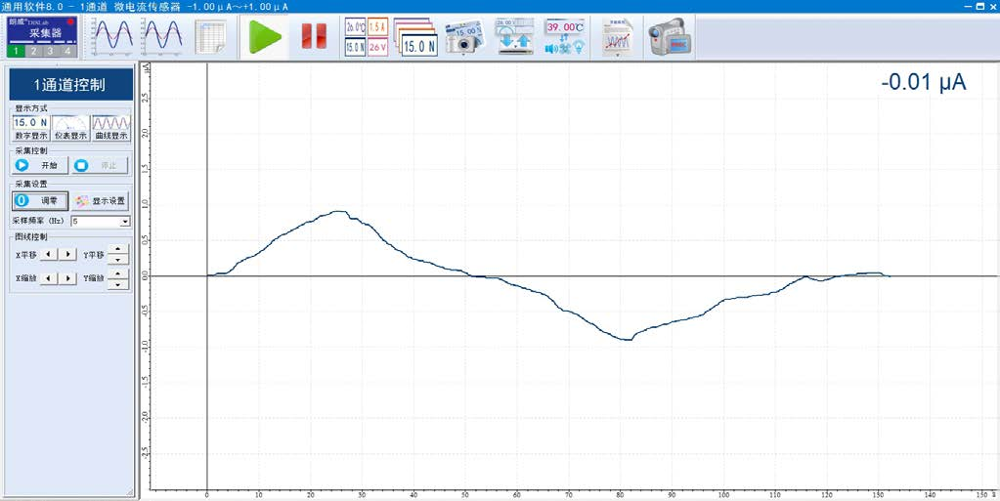 通用软件8.0 - 1通道 微电流传感器 -1.00μA～+1.00μA
朗威® DISLab
采集器
1 2 3 4
26.0℃ 1.5 A
15.0 N 26 V
15.0 N
15.00 N
26.00
39.00℃
REC
1通道控制
显示方式
15.0 N
数字显示 仪表显示 曲线显示
采集控制
开始 停止
采集设置
0 调零 显示设置
采样频率 (Hz) 5
图线控制
X平移 Y平移
X缩放 Y缩放
-0.01 μA
μA
2.5
2.0
1.5
1.0
0.5
0.0
-0.5
-1.0
-1.5
-2.0
-2.5
0 10 20 30 40 50 60 70 80 90 100 110 120 130 140 150 s